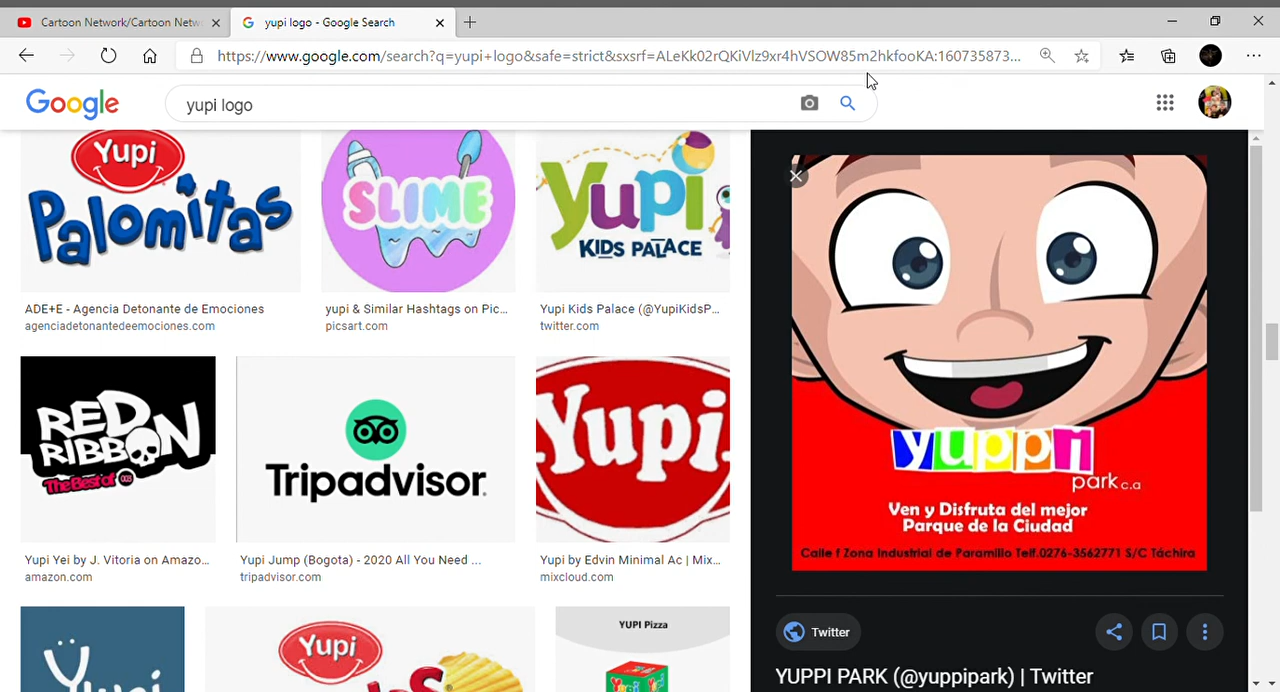 Cartoon Network/Cartoon Netw
yupi logo - Google Search
https://www.google.com/search?q=yupi+logo&safe=strict&sxsrf=ALeKk02rQKiVlz9xr4hVSOW85m2hkfooKA:160735873...
Google
yupi logo
Yupi
Palomitas
SLIME
yupi
KIDS PALACE
ADE+E - Agencia Detonante de Emociones
agenciadetonantedeemociones.com
yupi & Similar Hashtags on Pic...
picsart.com
Yupi Kids Palace (@YupiKidsP...
twitter.com
RED
RIBBON
The Best of 003
Tripadvisor
Yupi
Yupi Yei by J. Vitoria on Amazo...
amazon.com
Yupi Jump (Bogota) - 2020 All You Need ...
tripadvisor.com
Yupi by Edvin Minimal Ac | Mix...
mixcloud.com
Yupi
Yupi
YUPI Pizza
yuppi
park c.a
Ven y Disfruta del mejor
Parque de la Ciudad
Calle f Zona Industrial de Paramillo Telf.0276-3562771 S/C Táchira
Twitter
YUPPI PARK (@yuppipark) | Twitter